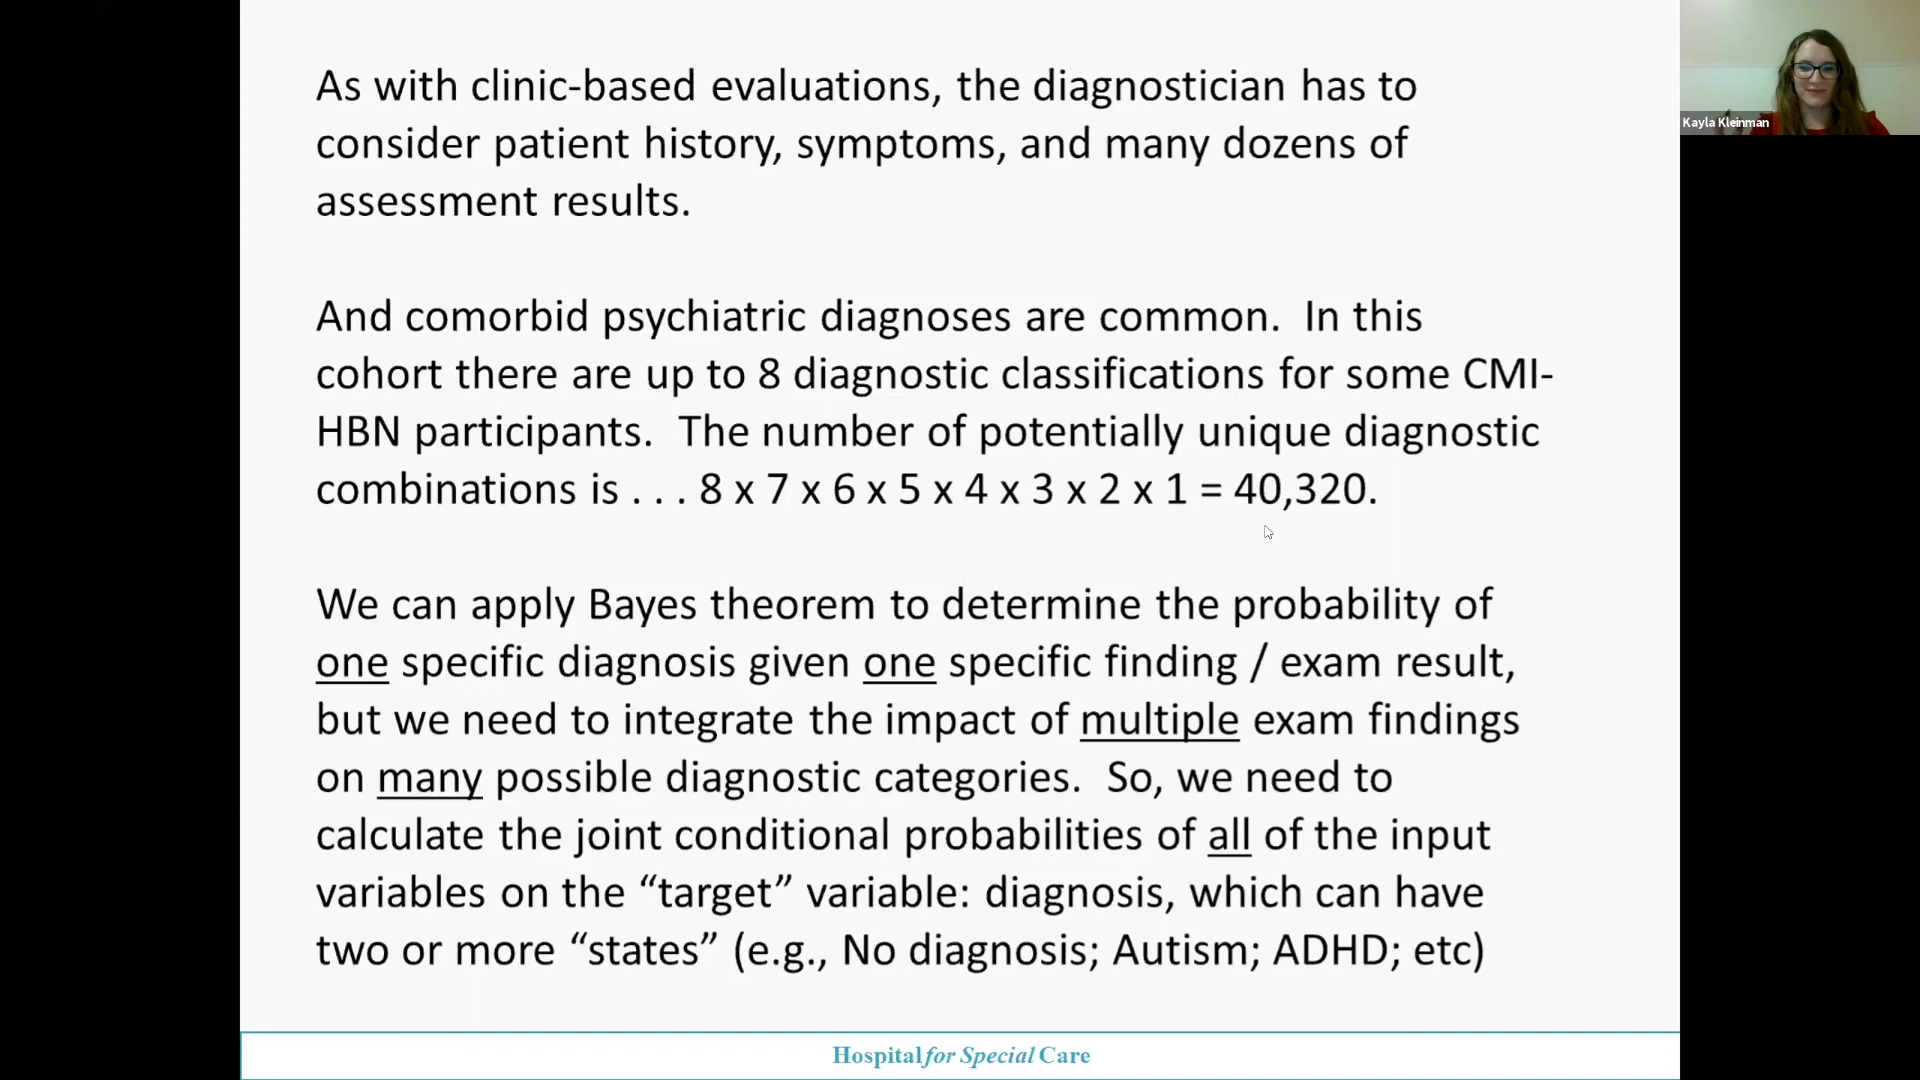 As with clinic-based evaluations, the diagnostician has to
consider patient history, symptoms, and many dozens of
assessment results.
And comorbid psychiatric diagnoses are common. In this
cohort there are up to 8 diagnostic classifications for some CMI-
HBN participants. The number of potentially unique diagnostic
combinations is . . . 8 x 7 x 6 x 5 x 4 x 3 x 2 x 1 = 40,320.
We can apply Bayes theorem to determine the probability of
one specific diagnosis given one specific finding / exam result,
but we need to integrate the impact of multiple exam findings
on many possible diagnostic categories. So, we need to
calculate the joint conditional probabilities of all of the input
variables on the “target” variable: diagnosis, which can have
two or more “states” (e.g., No diagnosis; Autism; ADHD; etc)
Hospital for Special Care
Kayla Kleinman